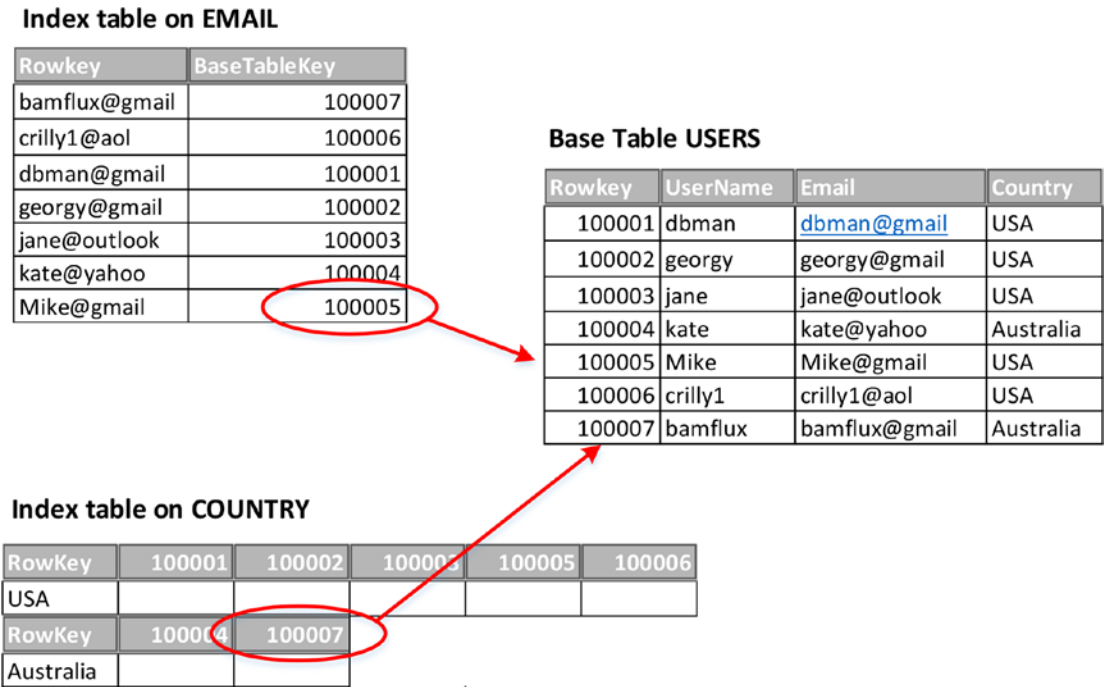 Index table on EMAIL
Rowkey BaseTableKey
bamflux@gmail 100007
crilly1@aol 100006
dbman@gmail 100001
georgy@gmail 100002
jane@outlook 100003
kate@yahoo 100004
Mike@gmail 100005
Base Table USERS
Rowkey UserName Email Country
100001 dbman dbman@gmail USA
100002 georgy georgy@gmail USA
100003 jane jane@outlook USA
100004 kate kate@yahoo Australia
100005 Mike Mike@gmail USA
100006 crilly1 crilly1@aol USA
100007 bamflux bamflux@gmail Australia
Index table on COUNTRY
RowKey 100001 100002 100003 100005 100006
USA
RowKey 100004 100007
Australia